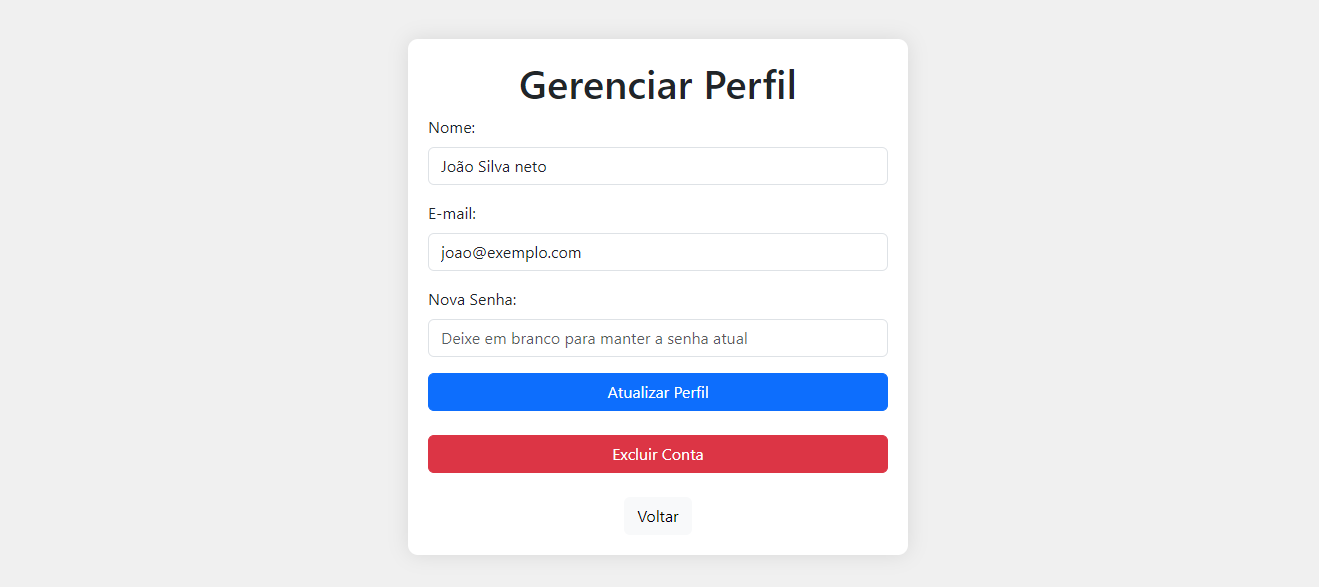 Gerenciar Perfil
Nome:
João Silva neto
E-mail:
joao@exemplo.com
Nova Senha:
Deixe em branco para manter a senha atual
Atualizar Perfil
Excluir Conta
Voltar